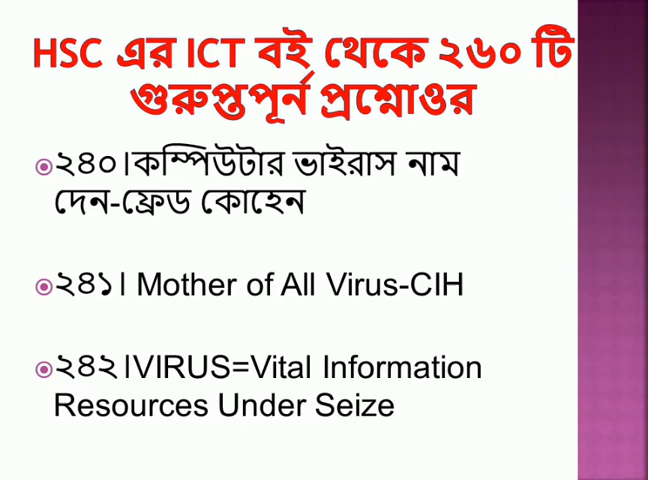 HSC এর ICT বই থেকে ২৬০ টি
গুরুপ্তপূর্ন প্রশ্নোওর
২৪০।কম্পিউটার ভাইরাস নাম
দেন-ফ্রেড কোহেন
২৪১। Mother of All Virus-CIH
২৪২।VIRUS=Vital Information
Resources Under Seize